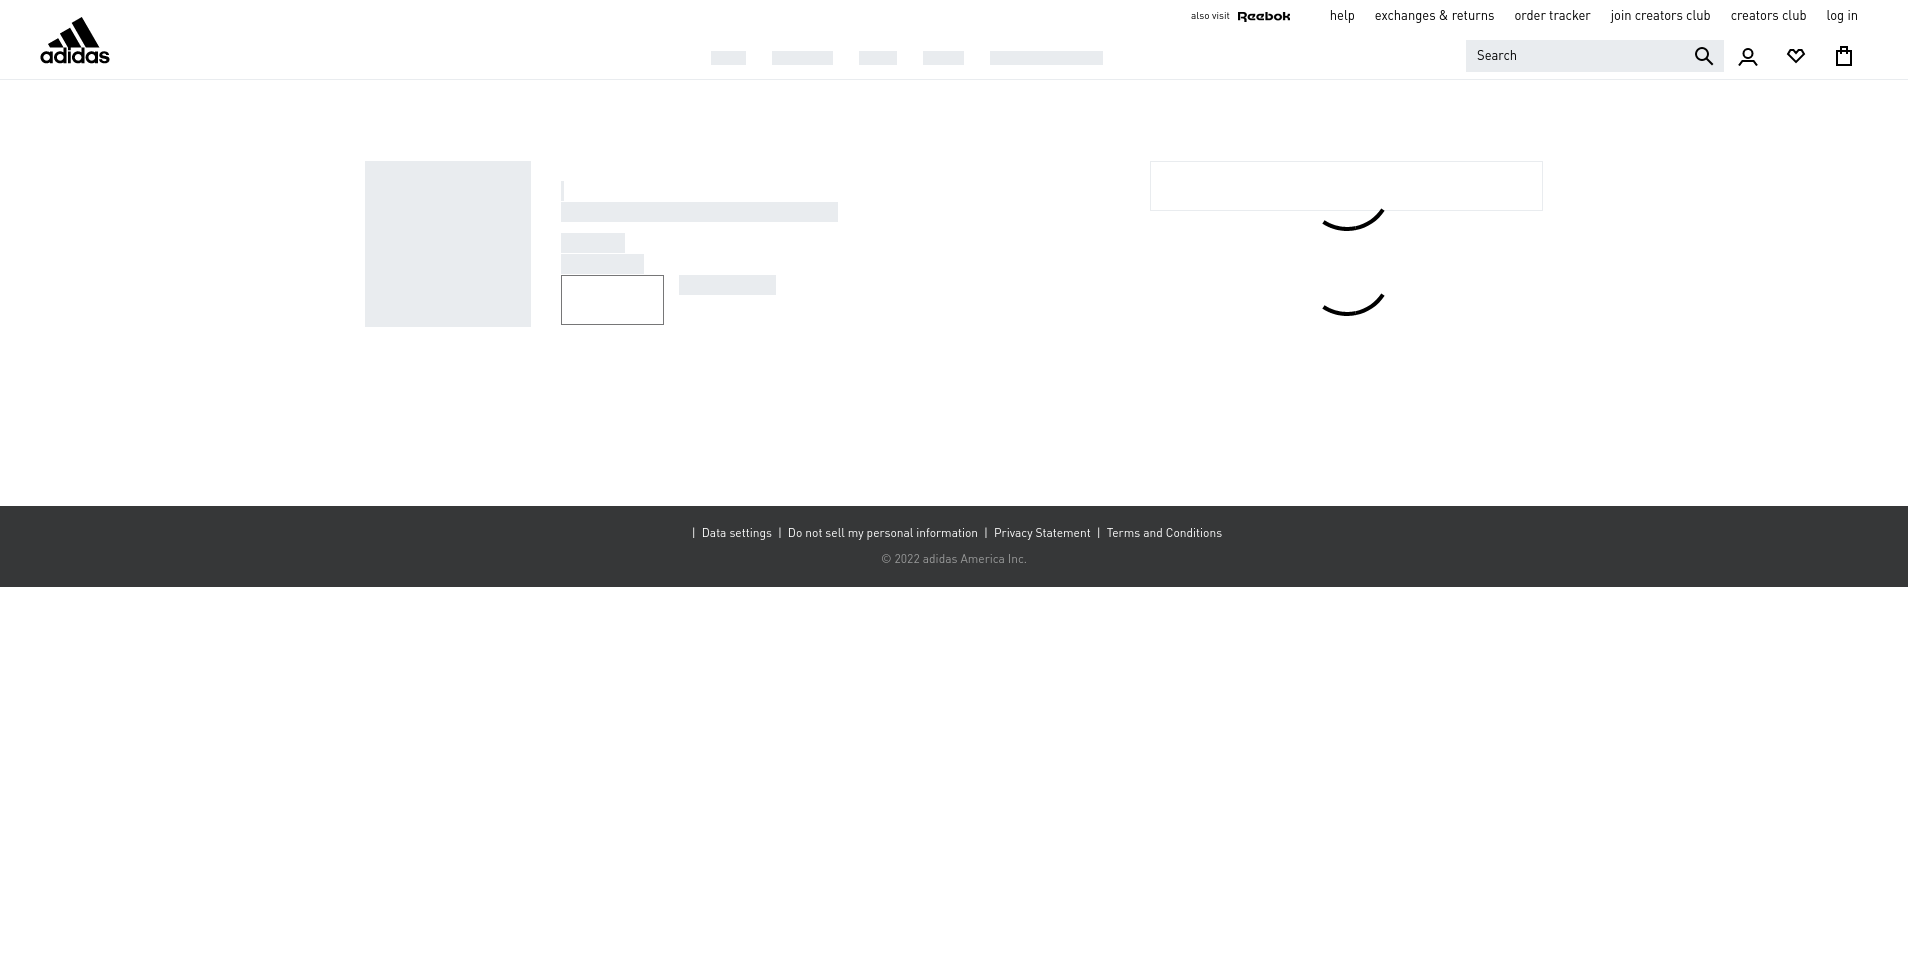 also visit Reebok help exchanges & returns order tracker join creators club creators club log in
adidas
Search
| Data settings | Do not sell my personal information | Privacy Statement | Terms and Conditions
© 2022 adidas America Inc.